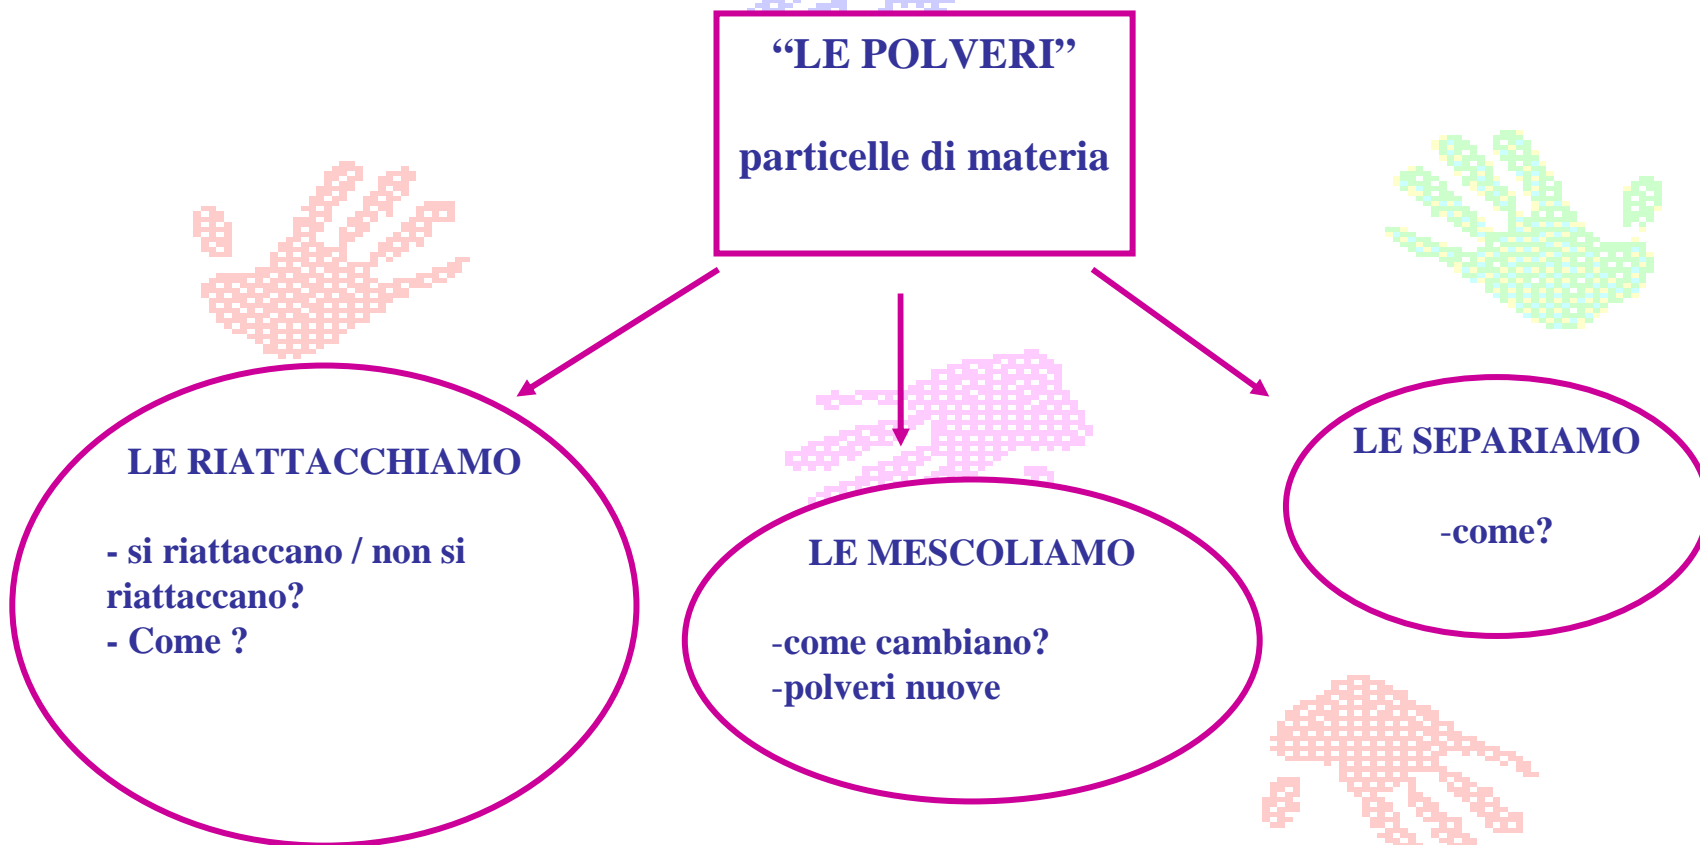 “LE POLVERI”
particelle di materia
LE RIATTACCHIAMO
- si riattaccano / non si
riattaccano?
- Come ?
LE MESCOLIAMO
-come cambiano?
-polveri nuove
LE SEPARIAMO
-come?